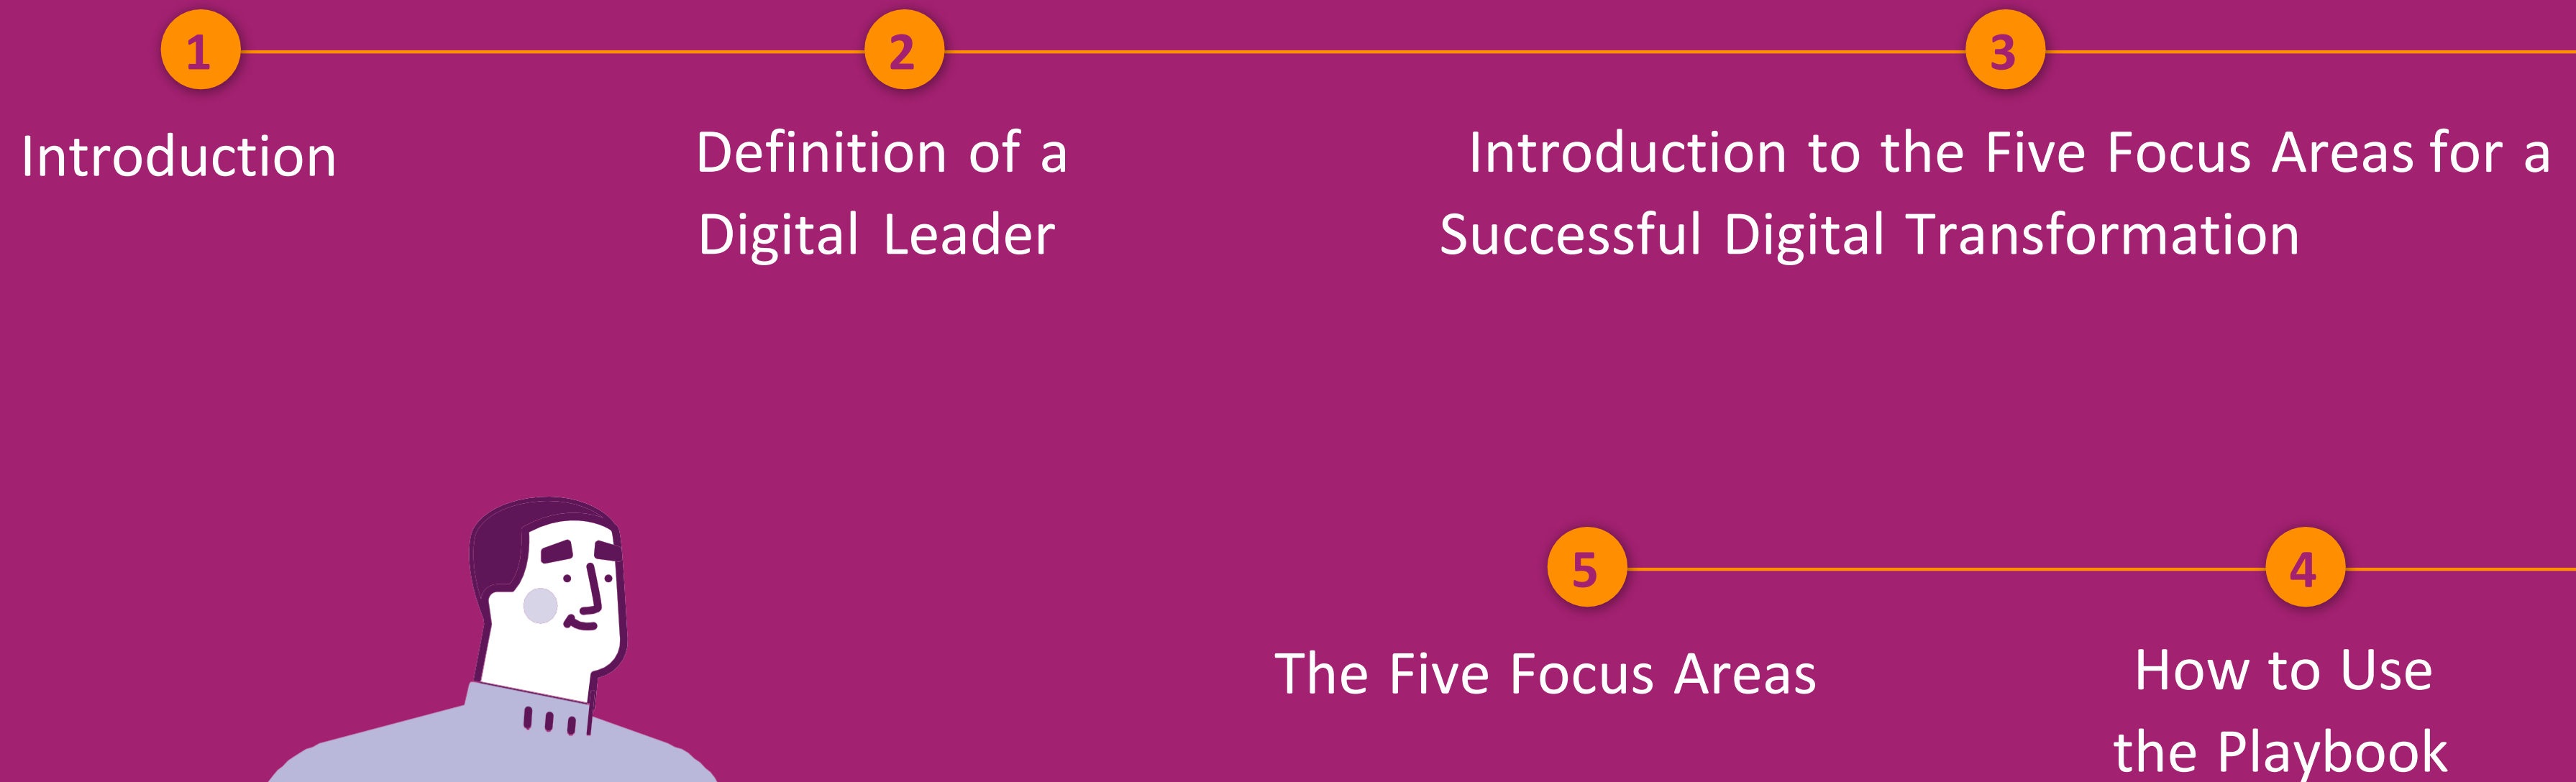 1
Introduction
2
Definition of a
Digital Leader
3
Introduction to the Five Focus Areas for a
Successful Digital Transformation
4
How to Use
the Playbook
5
The Five Focus Areas